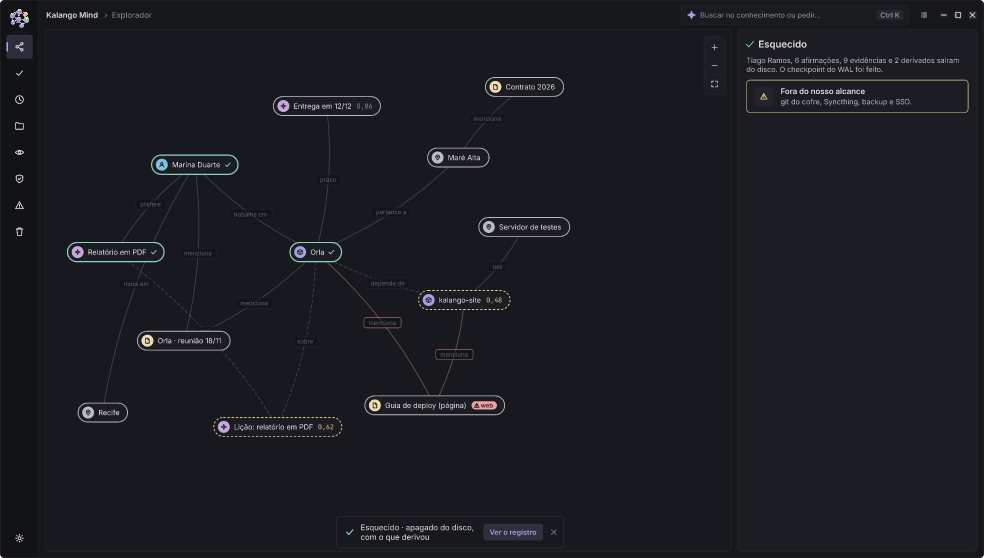 Kalango Mind › Explorador
Buscar no conhecimento ou pedir...
Ctrl K
Esquecido
Tiago Ramos, 6 afirmações, 9 evidências e 2 derivados saíram
do disco. O checkpoint do WAL foi feito.
Fora do nosso alcance
git do cofre, Syncthing, backup e SSD.
Contrato 2026
Entrega em 12/12 0,86
menciona
Maré Alta
Marina Duarte
prazo
prefere
trabalha em
pertence a
Servidor de testes
Relatório em PDF
menciona
Orla
usa
mora em
depende de
menciona
kalango-site 0,48
menciona
Orla · reunião 18/11
sobre
menciona
Guia de deploy (página) web
Recife
Lição: relatório em PDF 0,62
Esquecido · apagado do disco,
com o que derivou
Ver o registro